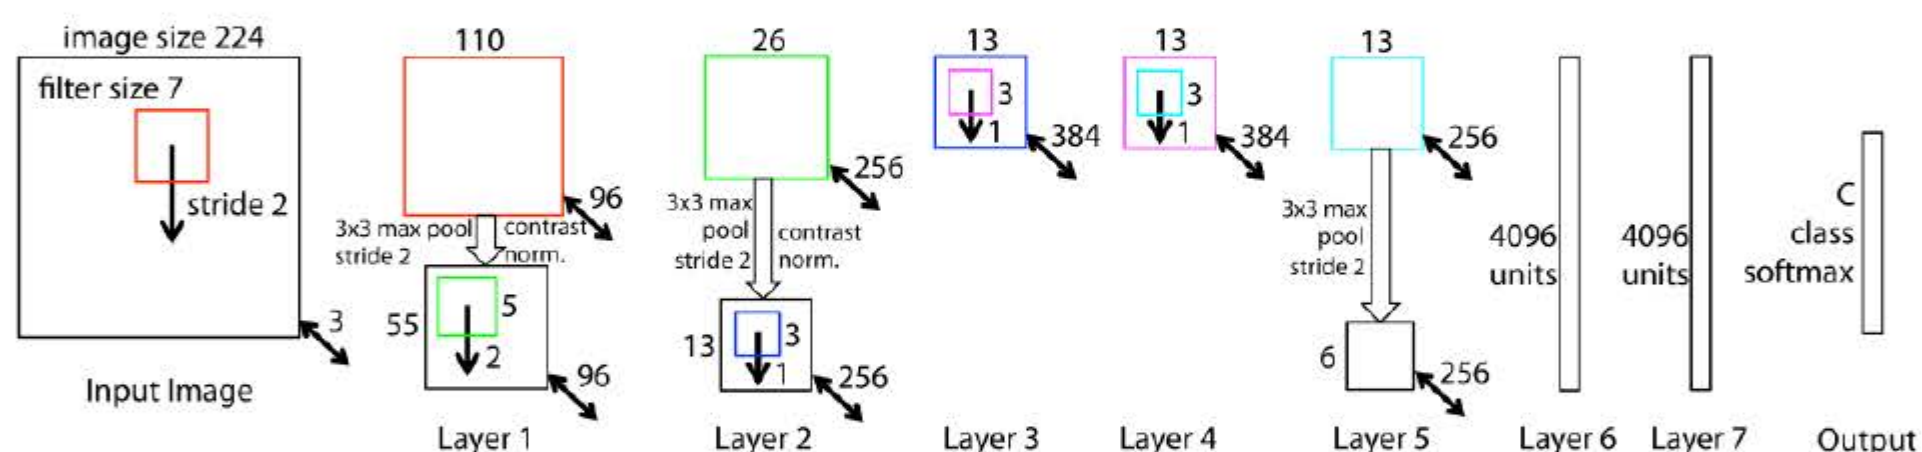 image size 224
filter size 7
stride 2
3
Input Image
110
96
3x3 max pool
stride 2
contrast
norm.
55
5
2
96
Layer 1
26
256
3x3 max
pool
stride 2
contrast
norm.
13
3
1
256
Layer 2
13
3
1
384
Layer 3
13
3
1
384
Layer 4
13
256
3x3 max
pool
stride 2
6
256
Layer 5
4096
units
Layer 6
4096
units
Layer 7
C
class
softmax
Output